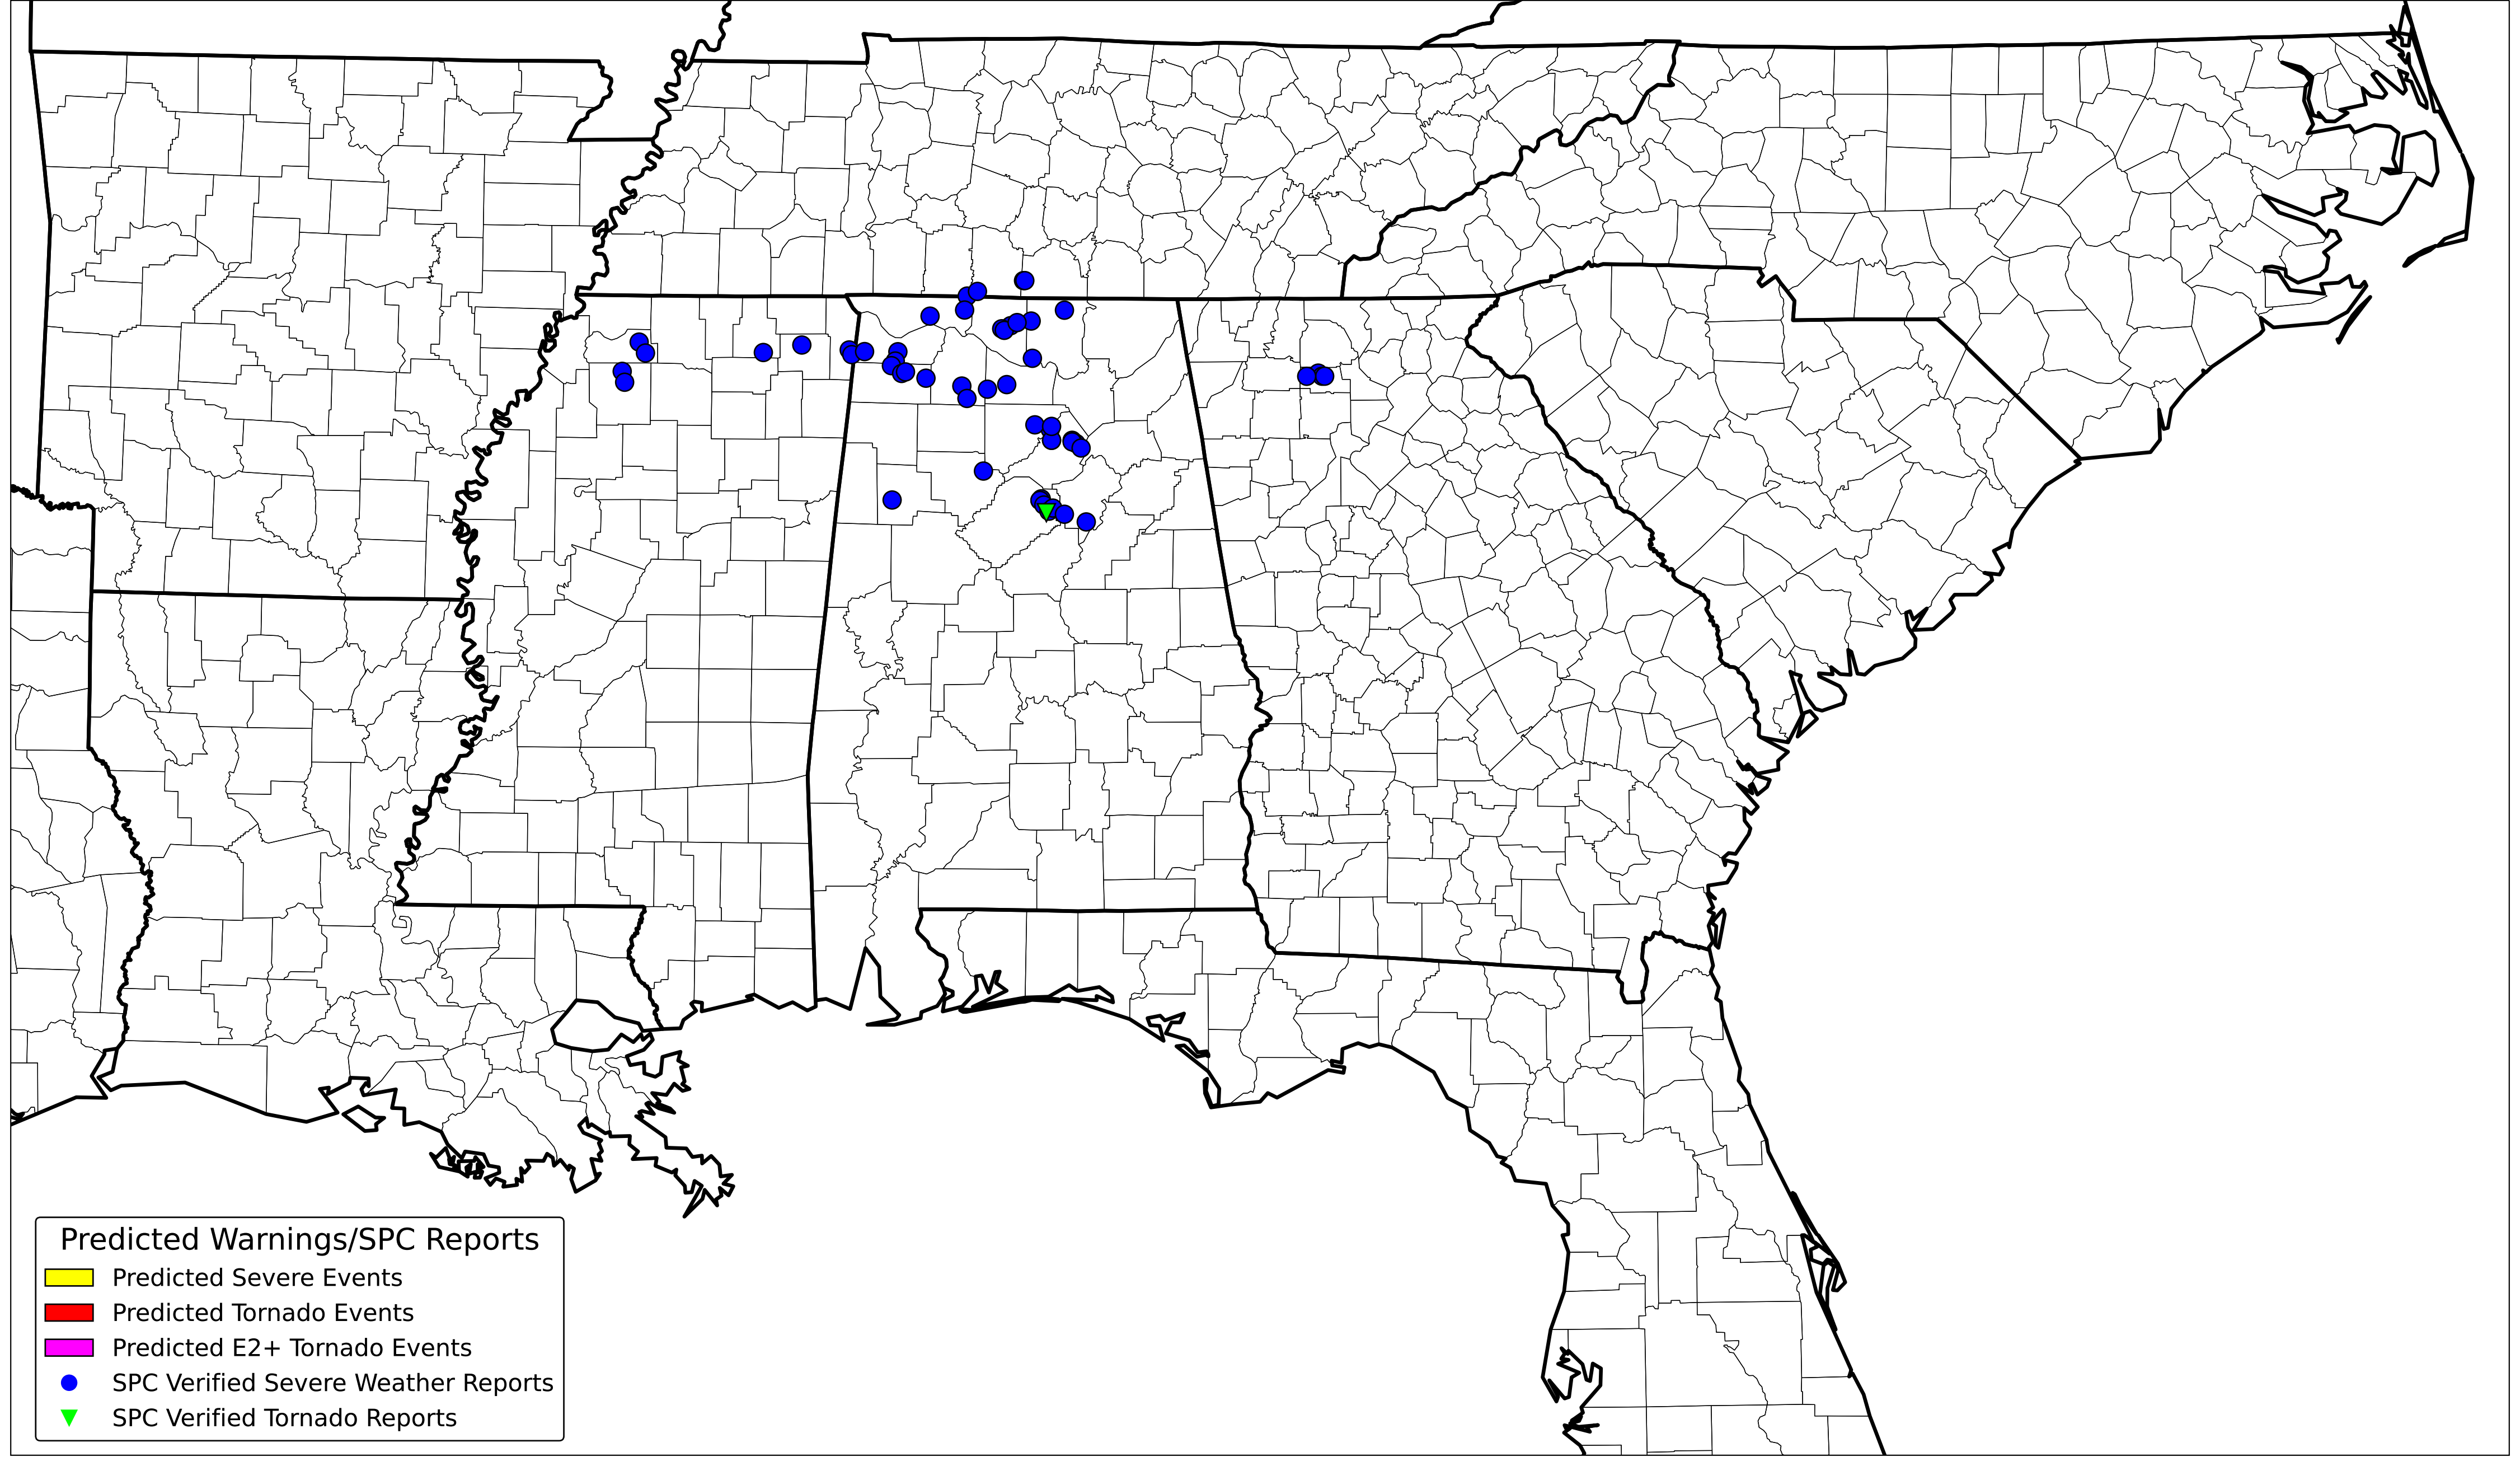 Predicted Warnings/SPC Reports
Predicted Severe Events
Predicted Tornado Events
Predicted E2+ Tornado Events
SPC Verified Severe Weather Reports
SPC Verified Tornado Reports